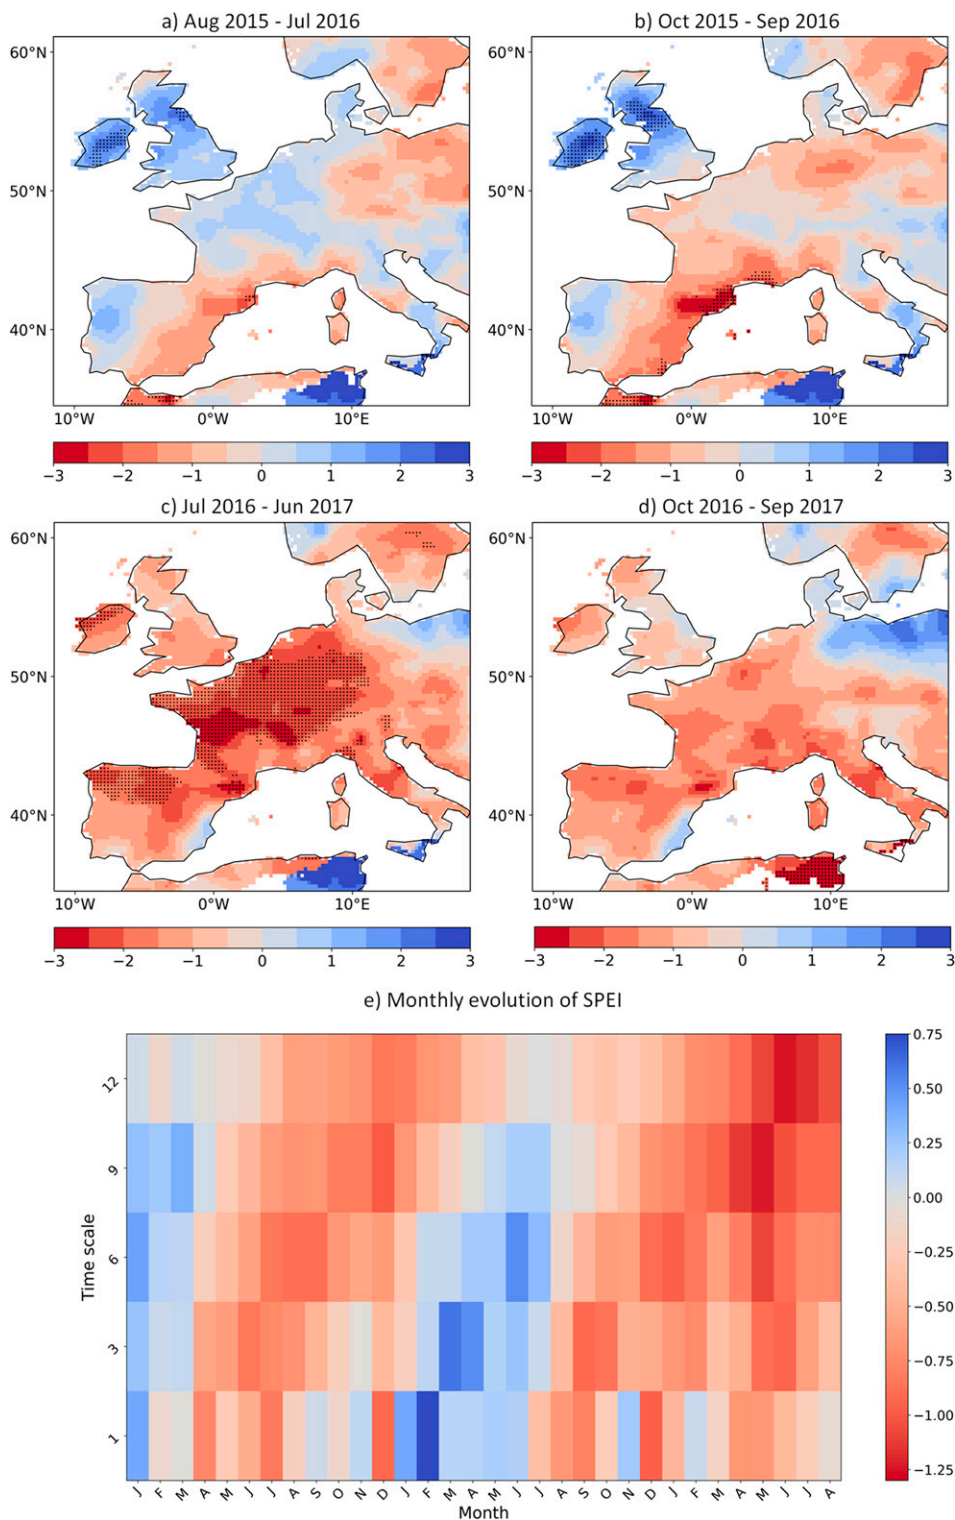 a) Aug 2015 - Jul 2016
b) Oct 2015 - Sep 2016
60°N
50°N
40°N
10°W 0°W 10°E
60°N
50°N
40°N
10°W 0°W 10°E
−3 −2 −1 0 1 2 3
−3 −2 −1 0 1 2 3
c) Jul 2016 - Jun 2017
d) Oct 2016 - Sep 2017
60°N
50°N
40°N
10°W 0°W 10°E
60°N
50°N
40°N
10°W 0°W 10°E
−3 −2 −1 0 1 2 3
−3 −2 −1 0 1 2 3
e) Monthly evolution of SPEI
Time scale
12
9
6
3
1
J F M A M J J A S O N D J F M A M J J A S O N D J F M A M J J A
Month
0.75
0.50
0.25
0.00
−0.25
−0.50
−0.75
−1.00
−1.25